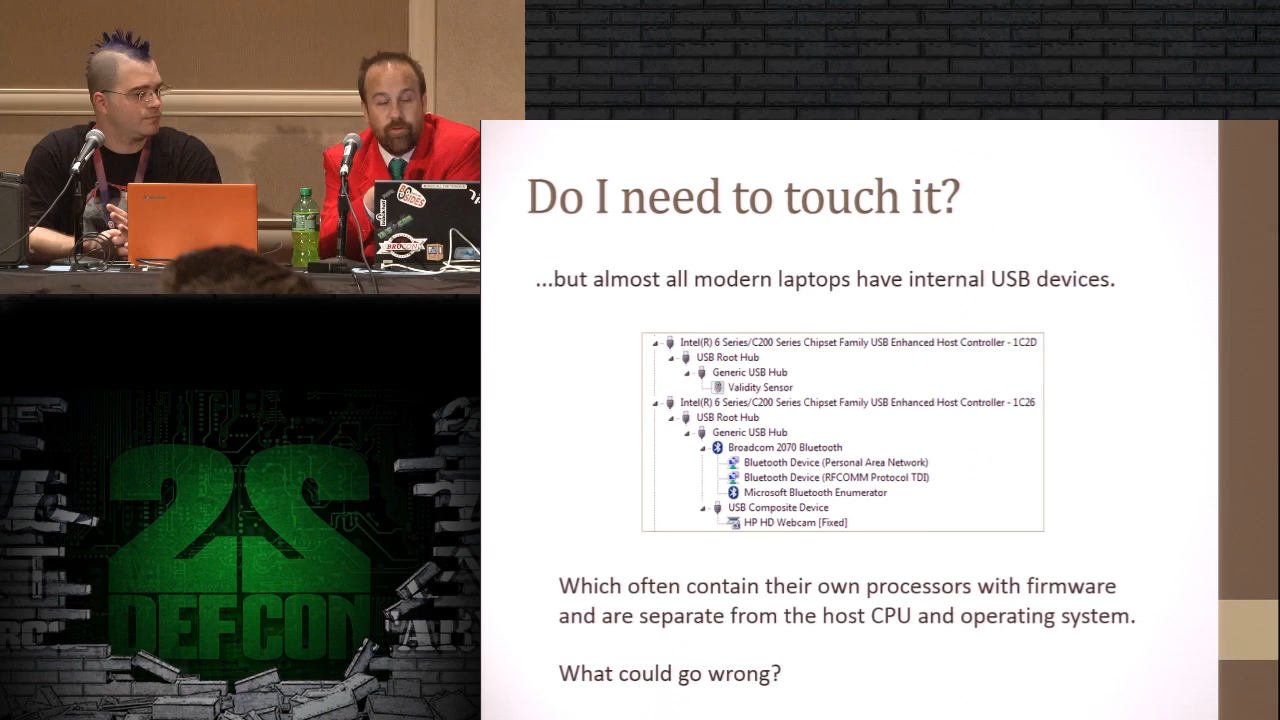 Do I need to touch it?
...but almost all modern laptops have internal USB devices.
Intel(R) 6 Series/C200 Series Chipset Family USB Enhanced Host Controller - 1C2D
USB Root Hub
Generic USB Hub
Validity Sensor
Intel(R) 6 Series/C200 Series Chipset Family USB Enhanced Host Controller - 1C26
USB Root Hub
Generic USB Hub
Broadcom 2070 Bluetooth
Bluetooth Device (Personal Area Network)
Bluetooth Device (RFCOMM Protocol TDI)
Microsoft Bluetooth Enumerator
USB Composite Device
HP HD Webcam [Fixed]
Which often contain their own processors with firmware
and are separate from the host CPU and operating system.
What could go wrong?
BSIDES
BRUCON
22
DEFCON